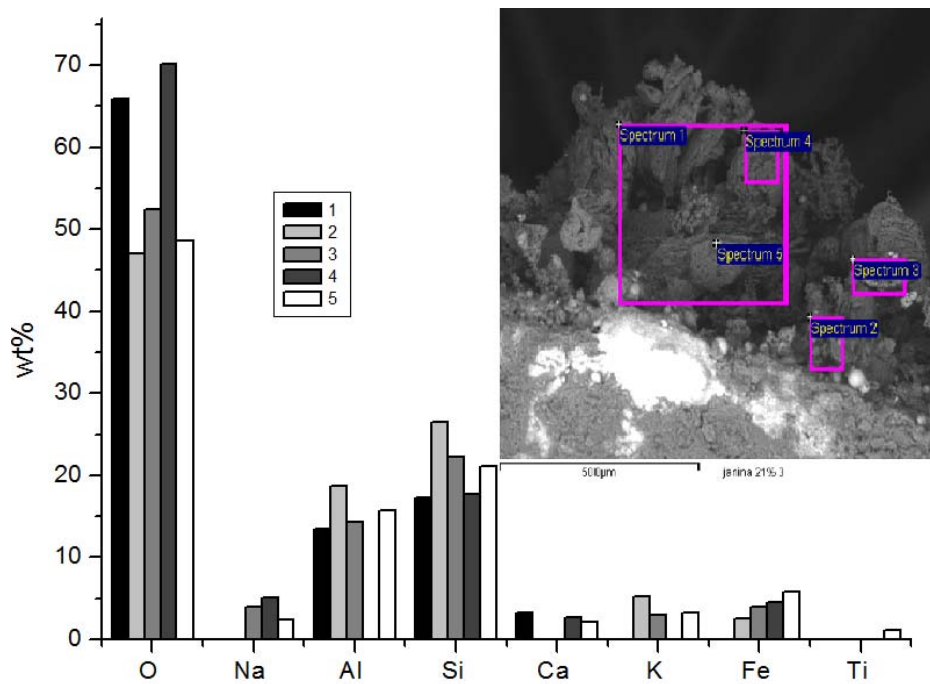 wt%
70
60
50
40
30
20
10
0
O Na Al Si Ca K Fe Ti
1
2
3
4
5
Spectrum 1
Spectrum 4
Spectrum 5
Spectrum 3
Spectrum 2
500µm
janina 21% 3